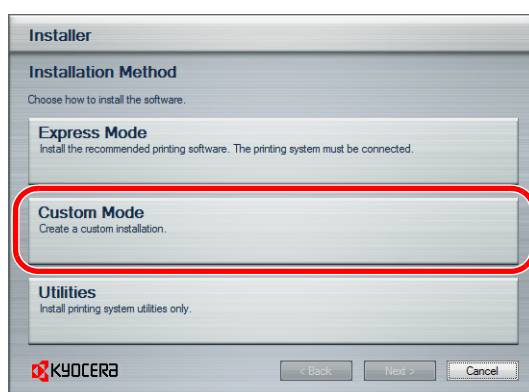 Installer
Installation Method
Choose how to install the software.
Express Mode
Install the recommended printing software. The printing system must be connected.
Custom Mode
Create a custom installation.
Utilities
Install printing system utilities only.
KYOCERA
< Back
Next >
Cancel